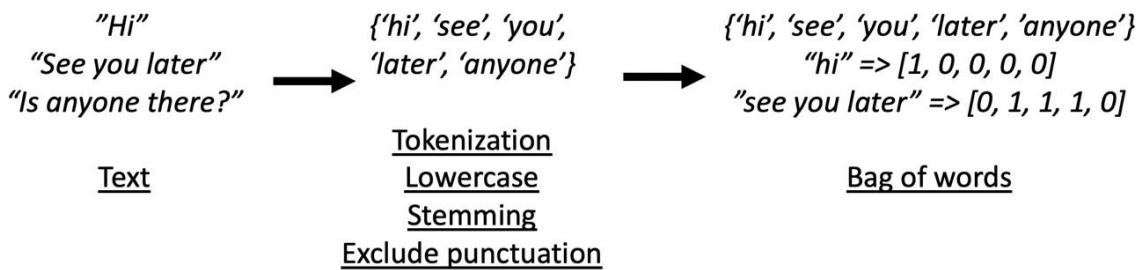 ”Hi”
“See you later”
“Is anyone there?”
Text
{‘hi’, ‘see’, ‘you’,
‘later’, ‘anyone’}
Tokenization
Lowercase
Stemming
Exclude punctuation
{‘hi’, ‘see’, ‘you’, ‘later’, ’anyone’}
“hi” => [1, 0, 0, 0, 0]
”see you later” => [0, 1, 1, 1, 0]
Bag of words